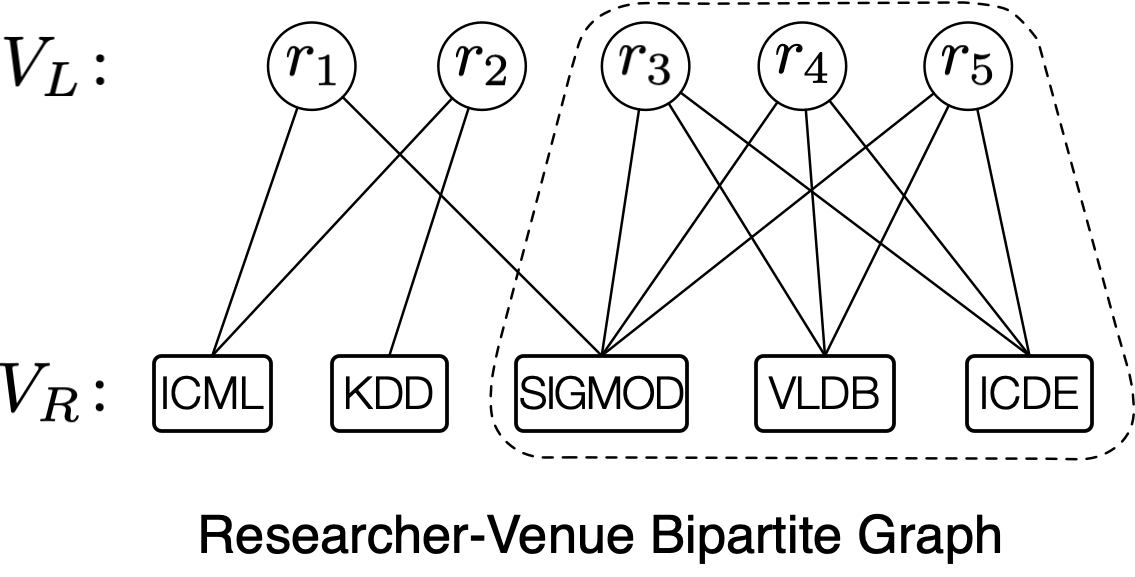 V_L: r_1 r_2 r_3 r_4 r_5
V_R: ICML KDD SIGMOD VLDB ICDE
Researcher-Venue Bipartite Graph